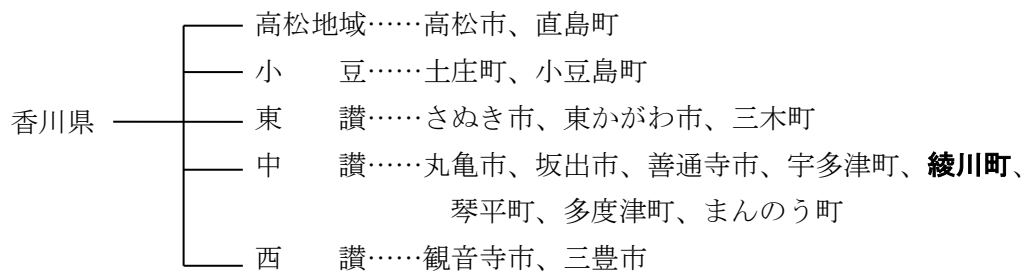 高松地域……高松市、直島町
小　　豆……土庄町、小豆島町
香川県
東　　讃……さぬき市、東かがわ市、三木町
中　　讃……丸亀市、坂出市、善通寺市、宇多津町、綾川町、
琴平町、多度津町、まんのう町
西　　讃……観音寺市、三豊市